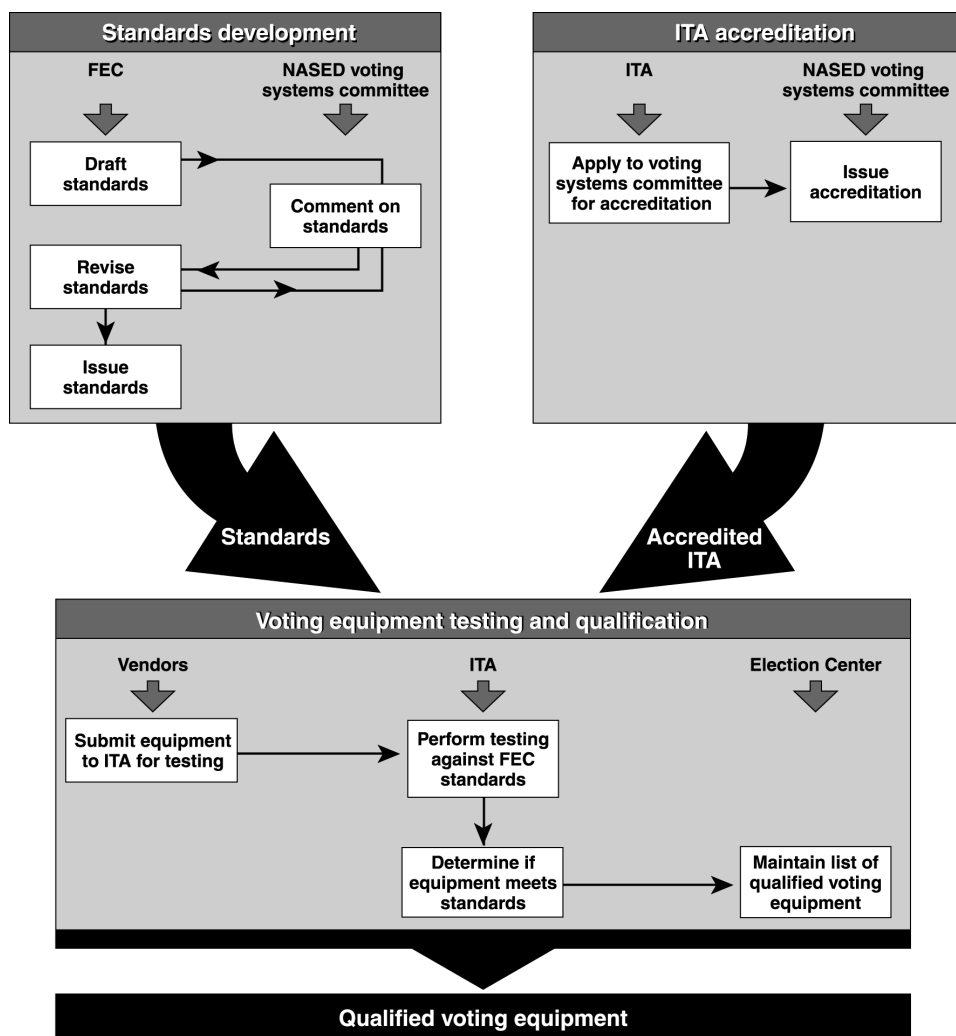 Standards development
FEC
NASED voting
systems committee
Draft
standards
Comment on
standards
Revise
standards
Issue
standards
ITA accreditation
ITA
NASED voting
systems committee
Apply to voting
systems committee
for accreditation
Issue
accreditation
Standards
Accredited
ITA
Voting equipment testing and qualification
Vendors
ITA
Election Center
Submit equipment
to ITA for testing
Perform testing
against FEC
standards
Determine if
equipment meets
standards
Maintain list of
qualified voting
equipment
Qualified voting equipment